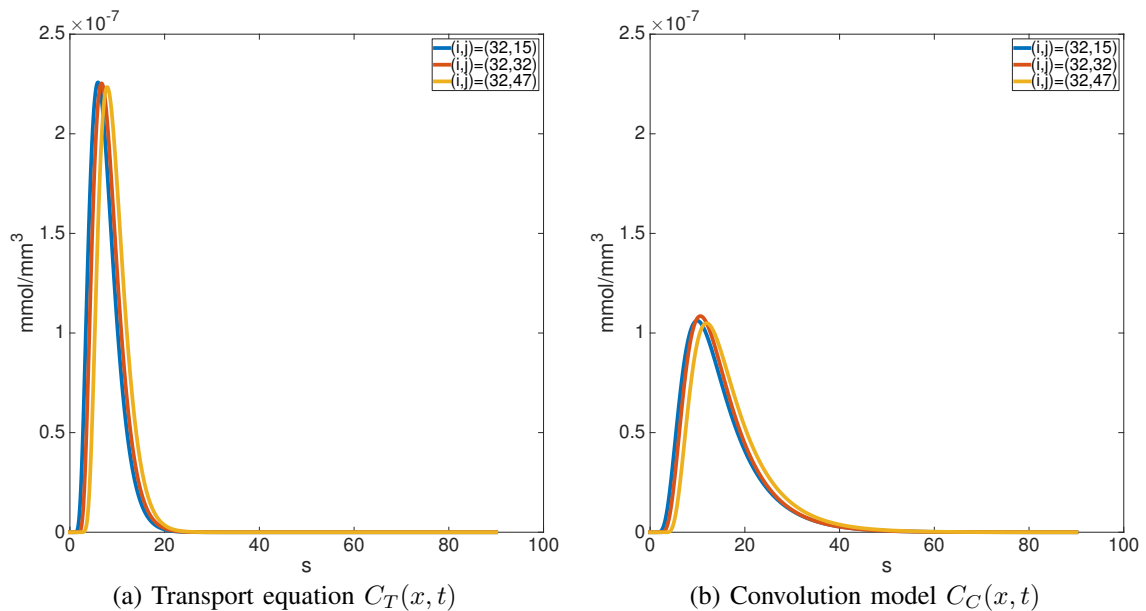 ×10⁻⁷
2.5
2
1.5
1
0.5
0
mmol/mm³
(i,j)=(32,15)
(i,j)=(32,32)
(i,j)=(32,47)
0 20 40 60 80 100
s
(a) Transport equation C_T(x, t)
×10⁻⁷
2.5
2
1.5
1
0.5
0
mmol/mm³
(i,j)=(32,15)
(i,j)=(32,32)
(i,j)=(32,47)
0 20 40 60 80 100
s
(b) Convolution model C_C(x, t)